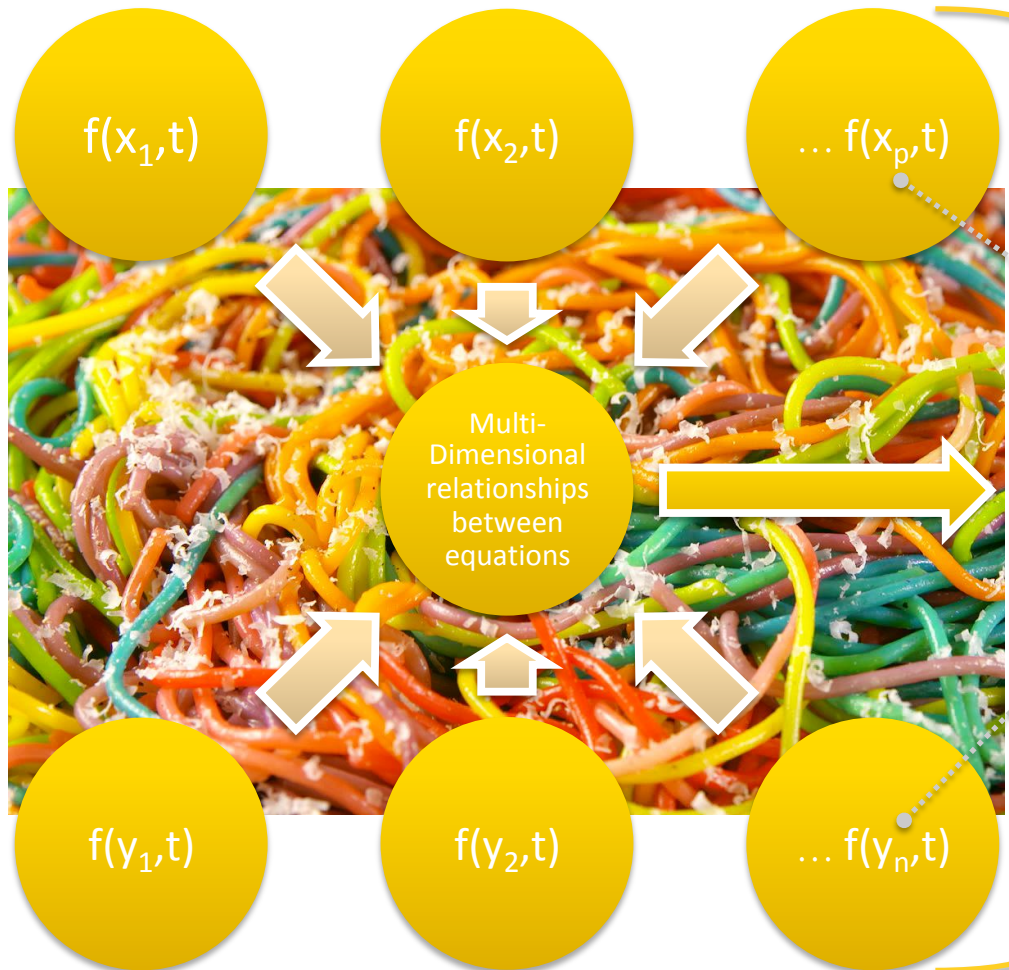 f(x₁,t)
f(x₂,t)
… f(xₚ,t)
Multi-
Dimensional
relationships
between
equations
f(y₁,t)
f(y₂,t)
… f(yₙ,t)